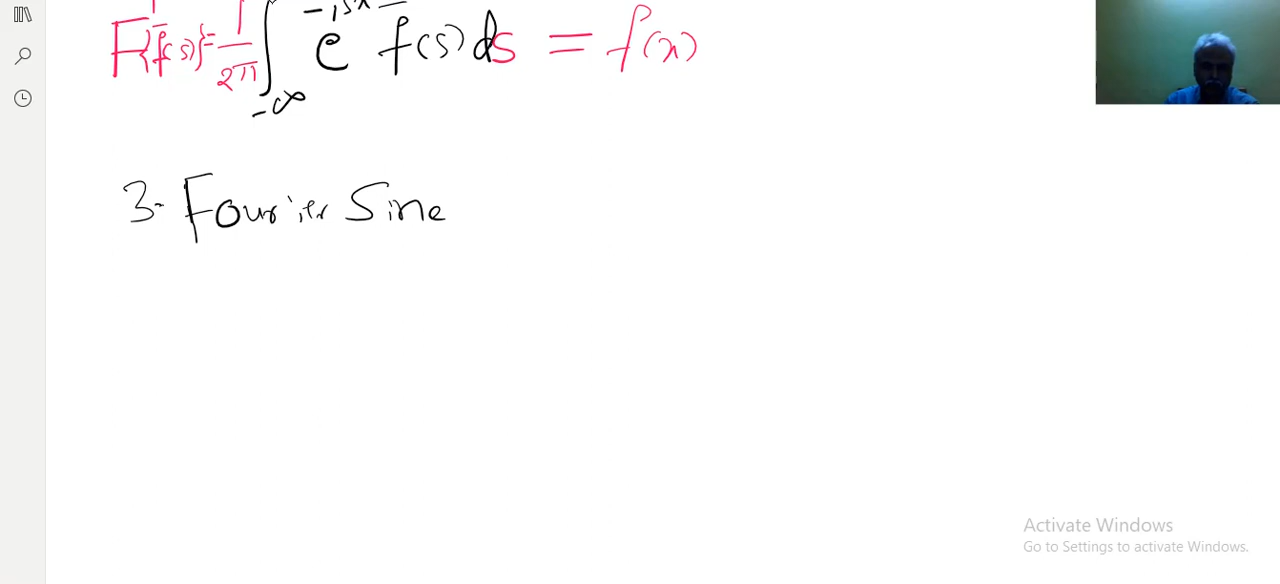 F⁻¹{f̄(s)} = 1/2π ∫ -∞ e^-isx f(s) ds = f(x)
3. Fourier Sine
Activate Windows
Go to Settings to activate Windows.